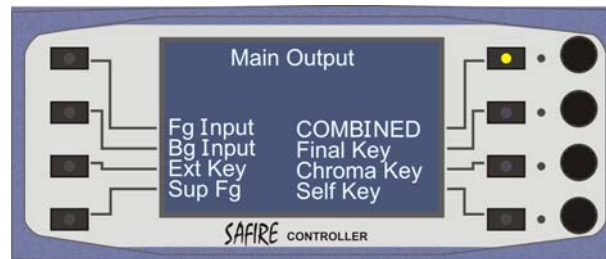 Main Output
Fg Input COMBINED
Bg Input Final Key
Ext Key Chroma Key
Sup Fg Self Key
SAFIRE CONTROLLER